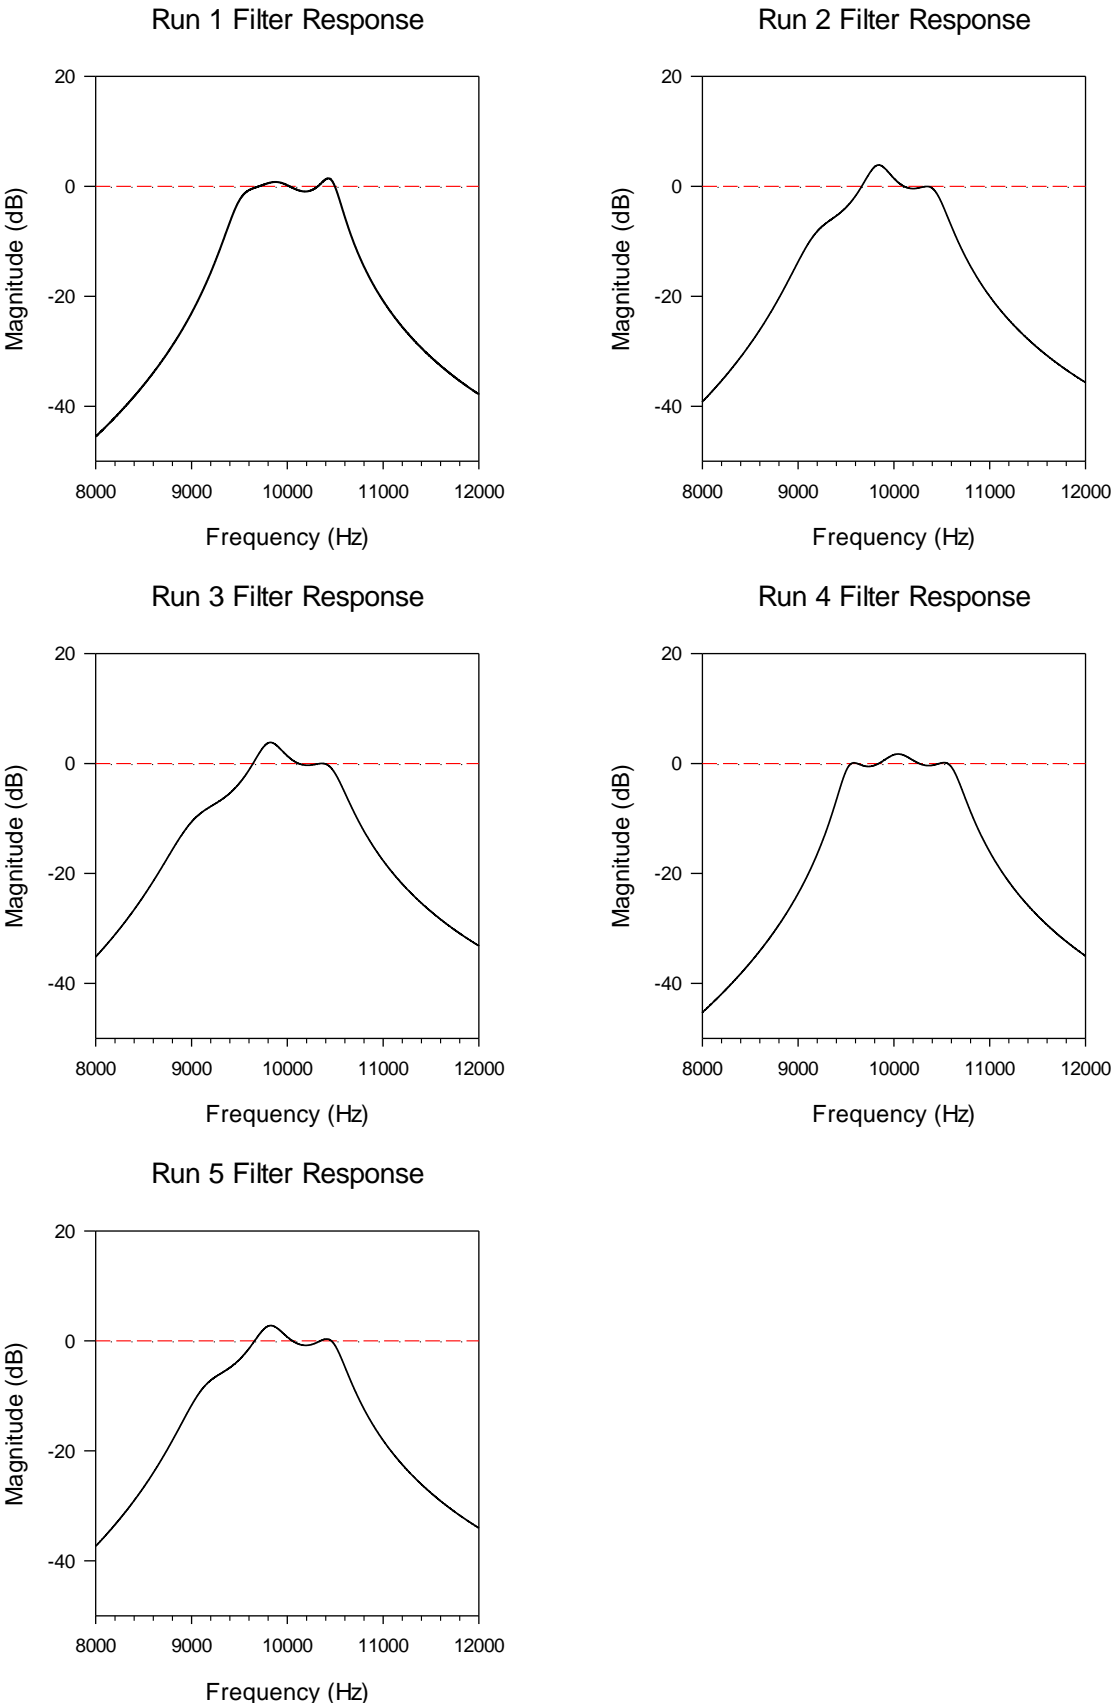 Run 1 Filter Response
Run 2 Filter Response
20
0
-20
-40
Magnitude (dB)
8000 9000 10000 11000 12000
Frequency (Hz)
20
0
-20
-40
Magnitude (dB)
8000 9000 10000 11000 12000
Frequency (Hz)
Run 3 Filter Response
Run 4 Filter Response
20
0
-20
-40
Magnitude (dB)
8000 9000 10000 11000 12000
Frequency (Hz)
20
0
-20
-40
Magnitude (dB)
8000 9000 10000 11000 12000
Frequency (Hz)
Run 5 Filter Response
20
0
-20
-40
Magnitude (dB)
8000 9000 10000 11000 12000
Frequency (Hz)